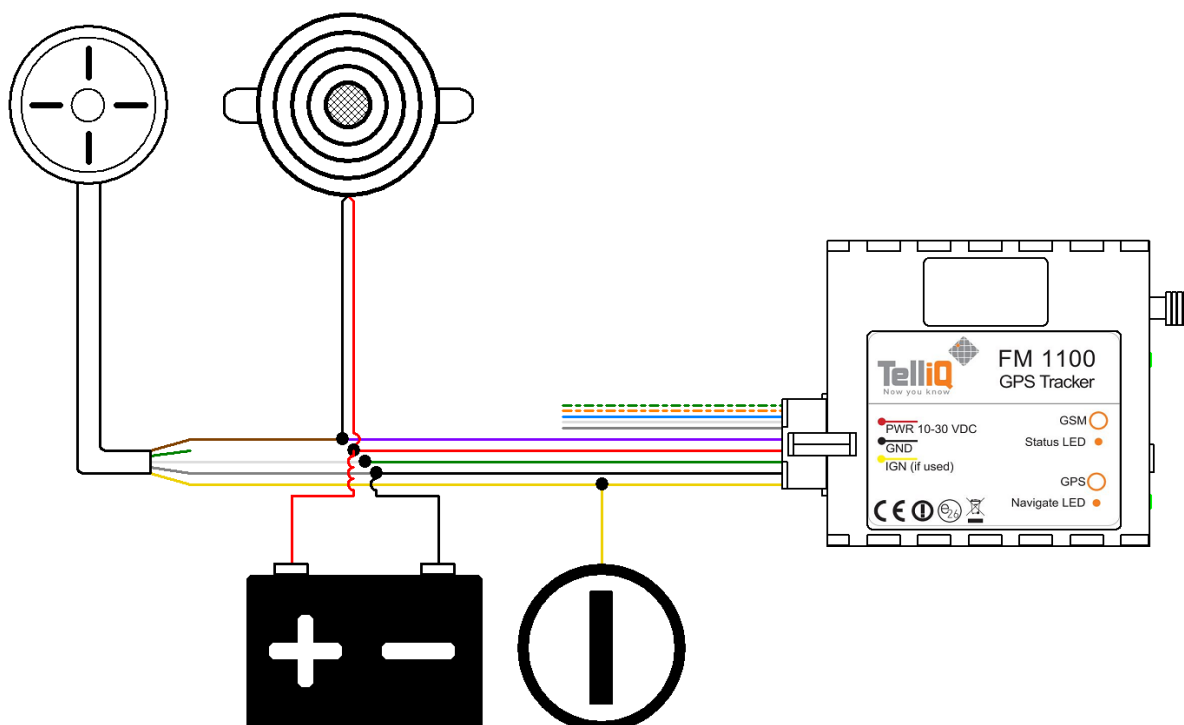 TelliQ
Now you know
FM 1100
GPS Tracker
PWR 10-30 VDC
GND
IGN (if used)
GSM
Status LED
GPS
Navigate LED
CE
e26